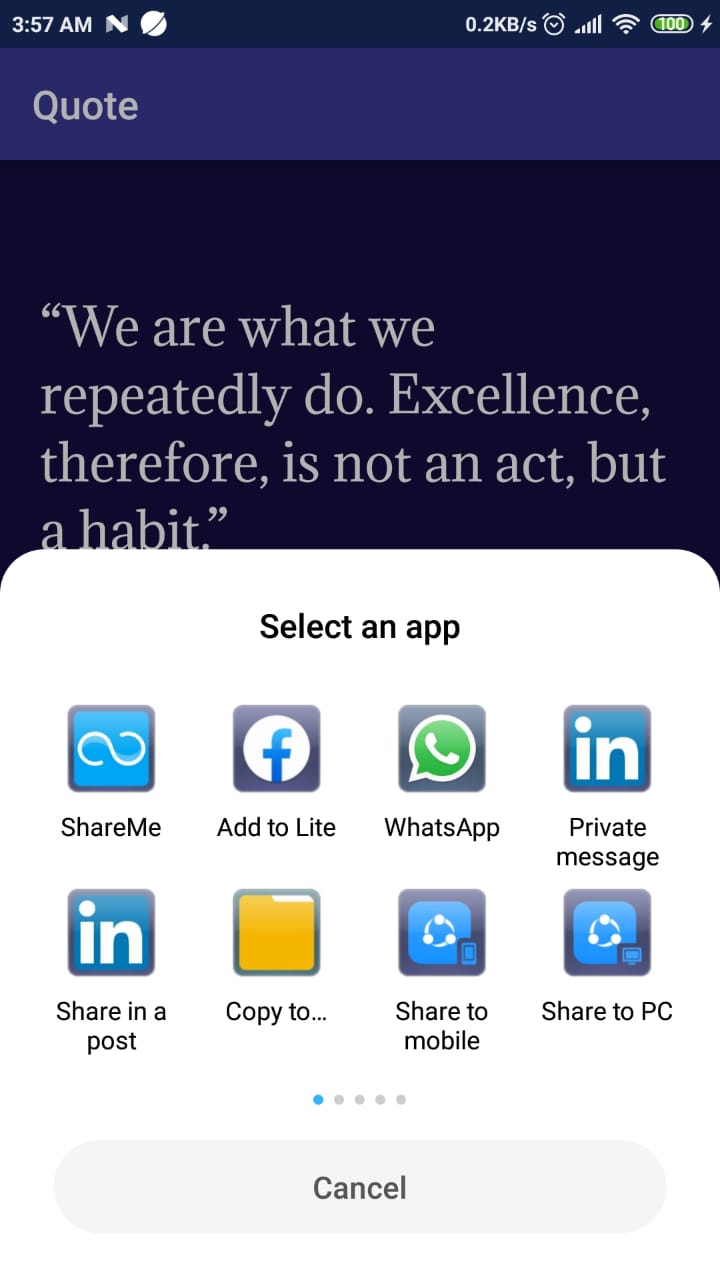 3:57 AM 0.2KB/s 100
Quote
“We are what we
repeatedly do. Excellence,
therefore, is not an act, but
a habit.”
Select an app
ShareMe Add to Lite WhatsApp Private
message
Share in a Copy to... Share to Share to PC
post mobile
Cancel